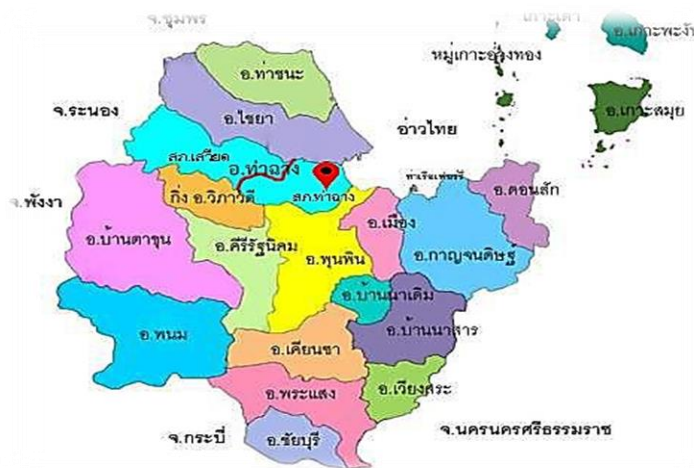 จ.ชุมพร
เกาะเต่า
อ.เกาะพะงัน
หมู่เกาะอ่างทอง
อ.ท่าชนะ
จ.ระนอง
อ.ไชยา
อ่าวไทย
อ.เกาะสมุย
สภ.เสวียด
อ.ท่าฉาง
สภ.ท่าฉาง
กิ่ง อ.วิภาวดี
อ.ดอนสัก
จ.พังงา
อ.เมือง
อ.บ้านตาขุน
อ.คีรีรัฐนิคม
อ.พุนพิน
อ.กาญจนดิษฐ์
อ.บ้านนาเดิม
อ.พนม
อ.เคียนซา
อ.บ้านนาสาร
อ.พระแสง
อ.เวียงสระ
จ.กระบี่
อ.ชัยบุรี
จ.นครนครศรีธรรมราช